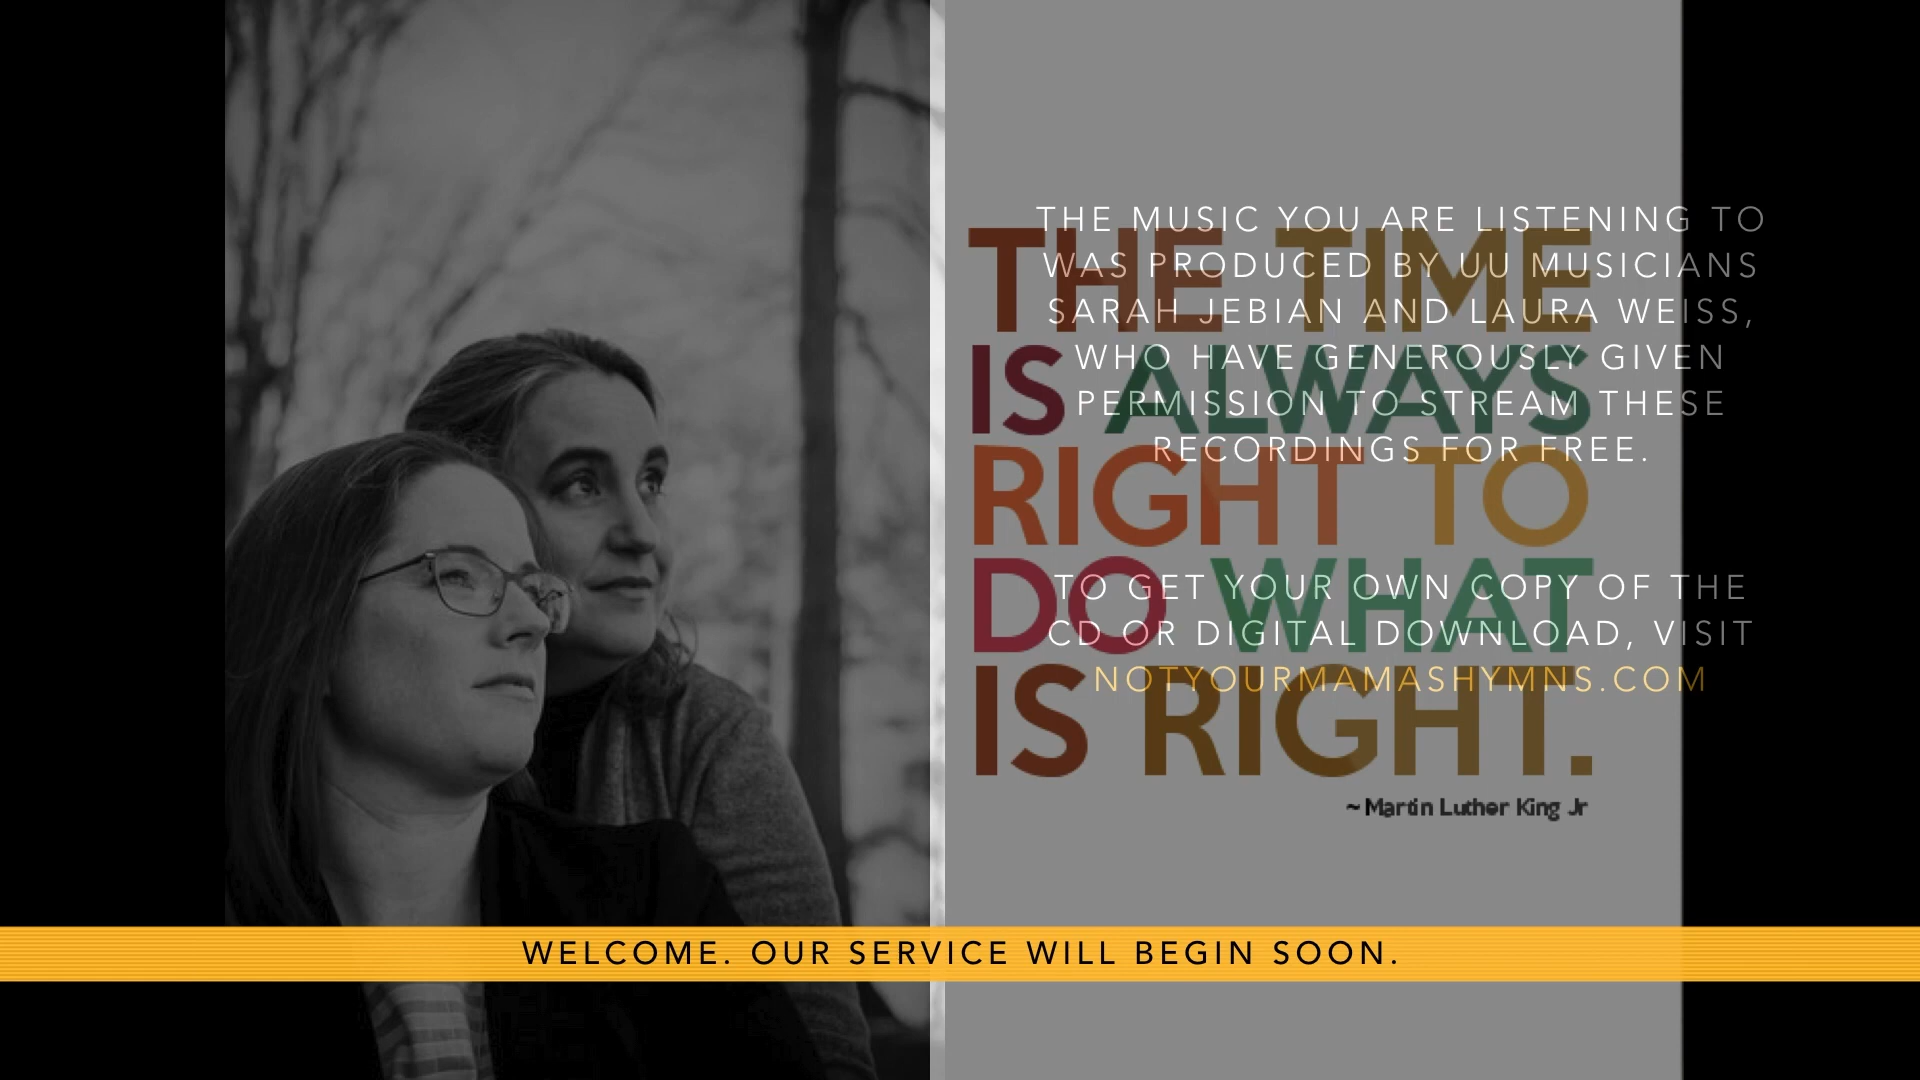 THE MUSIC YOU ARE LISTENING TO
WAS PRODUCED BY UU MUSICIANS
SARAH JEBIAN AND LAURA WEISS,
WHO HAVE GENEROUSLY GIVEN
PERMISSION TO STREAM THESE
RECORDINGS FOR FREE.
TO GET YOUR OWN COPY OF THE
CD OR DIGITAL DOWNLOAD, VISIT
NOTYOURMAMASHYMNS.COM
THE TIME
IS ALWAYS
RIGHT TO
DO WHAT
IS RIGHT.
~Martin Luther King Jr
WELCOME. OUR SERVICE WILL BEGIN SOON.